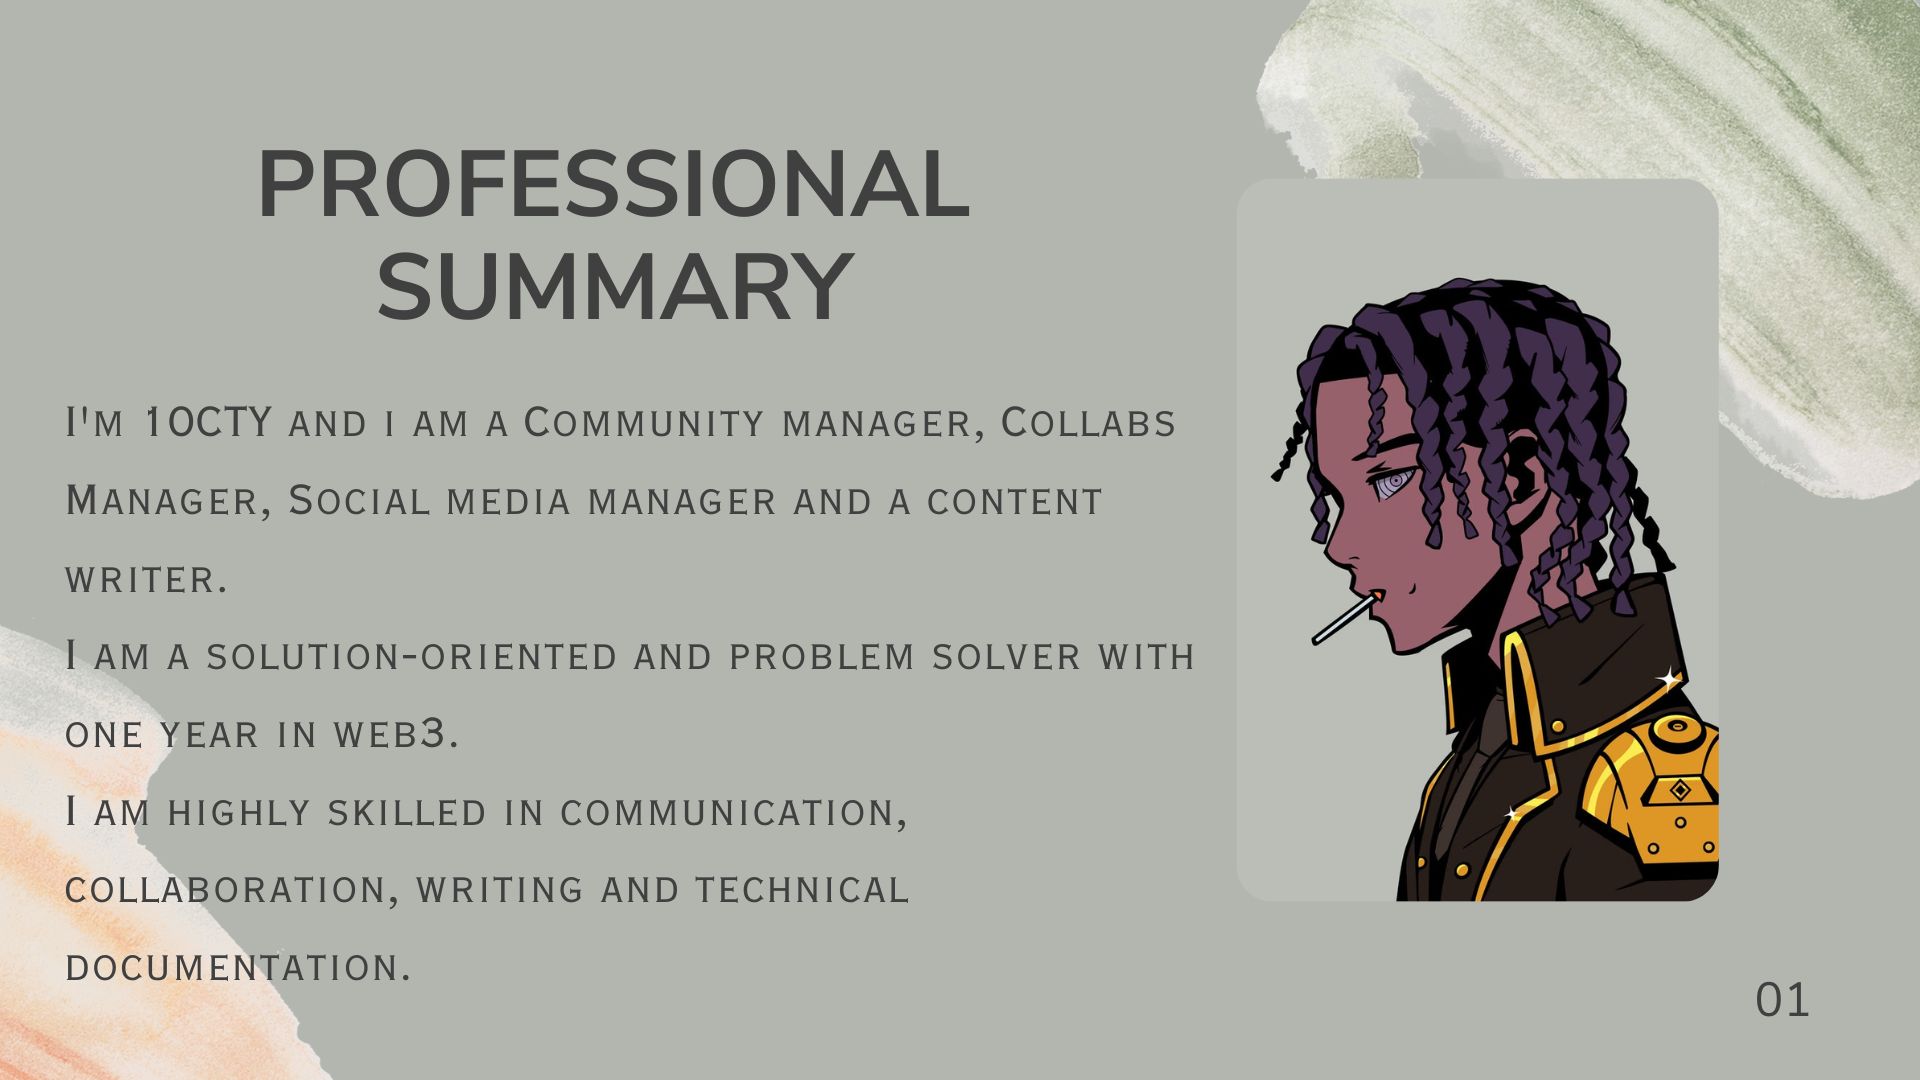 PROFESSIONAL
SUMMARY
I'm 1OCTY and i am a Community manager, Collabs
Manager, Social media manager and a content
writer.
I am a solution-oriented and problem solver with
one year in web3.
I am highly skilled in communication,
collaboration, writing and technical
documentation.
01